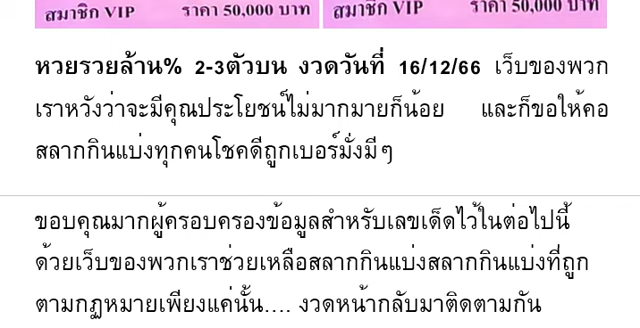 สมาชิก VIP ราคา 50,000 บาท สมาชิก VIP ราคา 50,000 บาท
หวยรวยล้าน% 2-3ตัวบน งวดวันที่ 16/12/66 เว็บของพวก
เราหวังว่าจะมีคุณประโยชน์ไม่มากมายก็น้อย และก็ขอให้คอ
สลากกินแบ่งทุกคนโชคดีถูกเบอร์มั่งมีๆ
ขอบคุณมากผู้ครอบครองข้อมูลสำหรับเลขเด็ดไว้ในต่อไปนี้
ด้วยเว็บของพวกเราช่วยเหลือสลากกินแบ่งสลากกินแบ่งที่ถูก
ตามกฎหมายเพียงแค่นั้น.... งวดหน้ากลับมาติดตามกัน